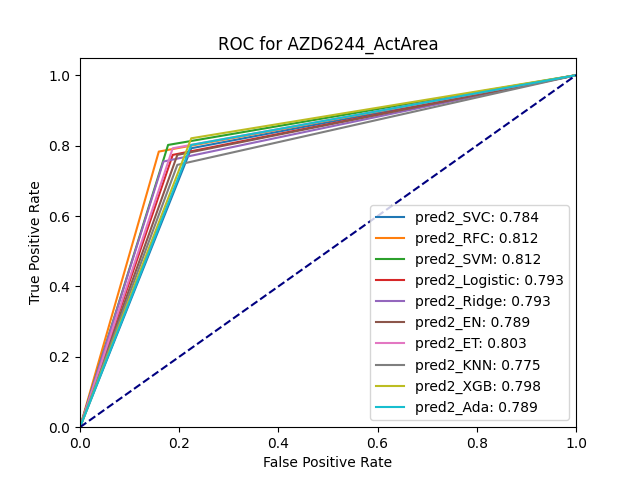 ROC for AZD6244_ActArea
True Positive Rate
1.0
0.8
0.6
0.4
0.2
0.0
pred2_SVC: 0.784
pred2_RFC: 0.812
pred2_SVM: 0.812
pred2_Logistic: 0.793
pred2_Ridge: 0.793
pred2_EN: 0.789
pred2_ET: 0.803
pred2_KNN: 0.775
pred2_XGB: 0.798
pred2_Ada: 0.789
0.0 0.2 0.4 0.6 0.8 1.0
False Positive Rate